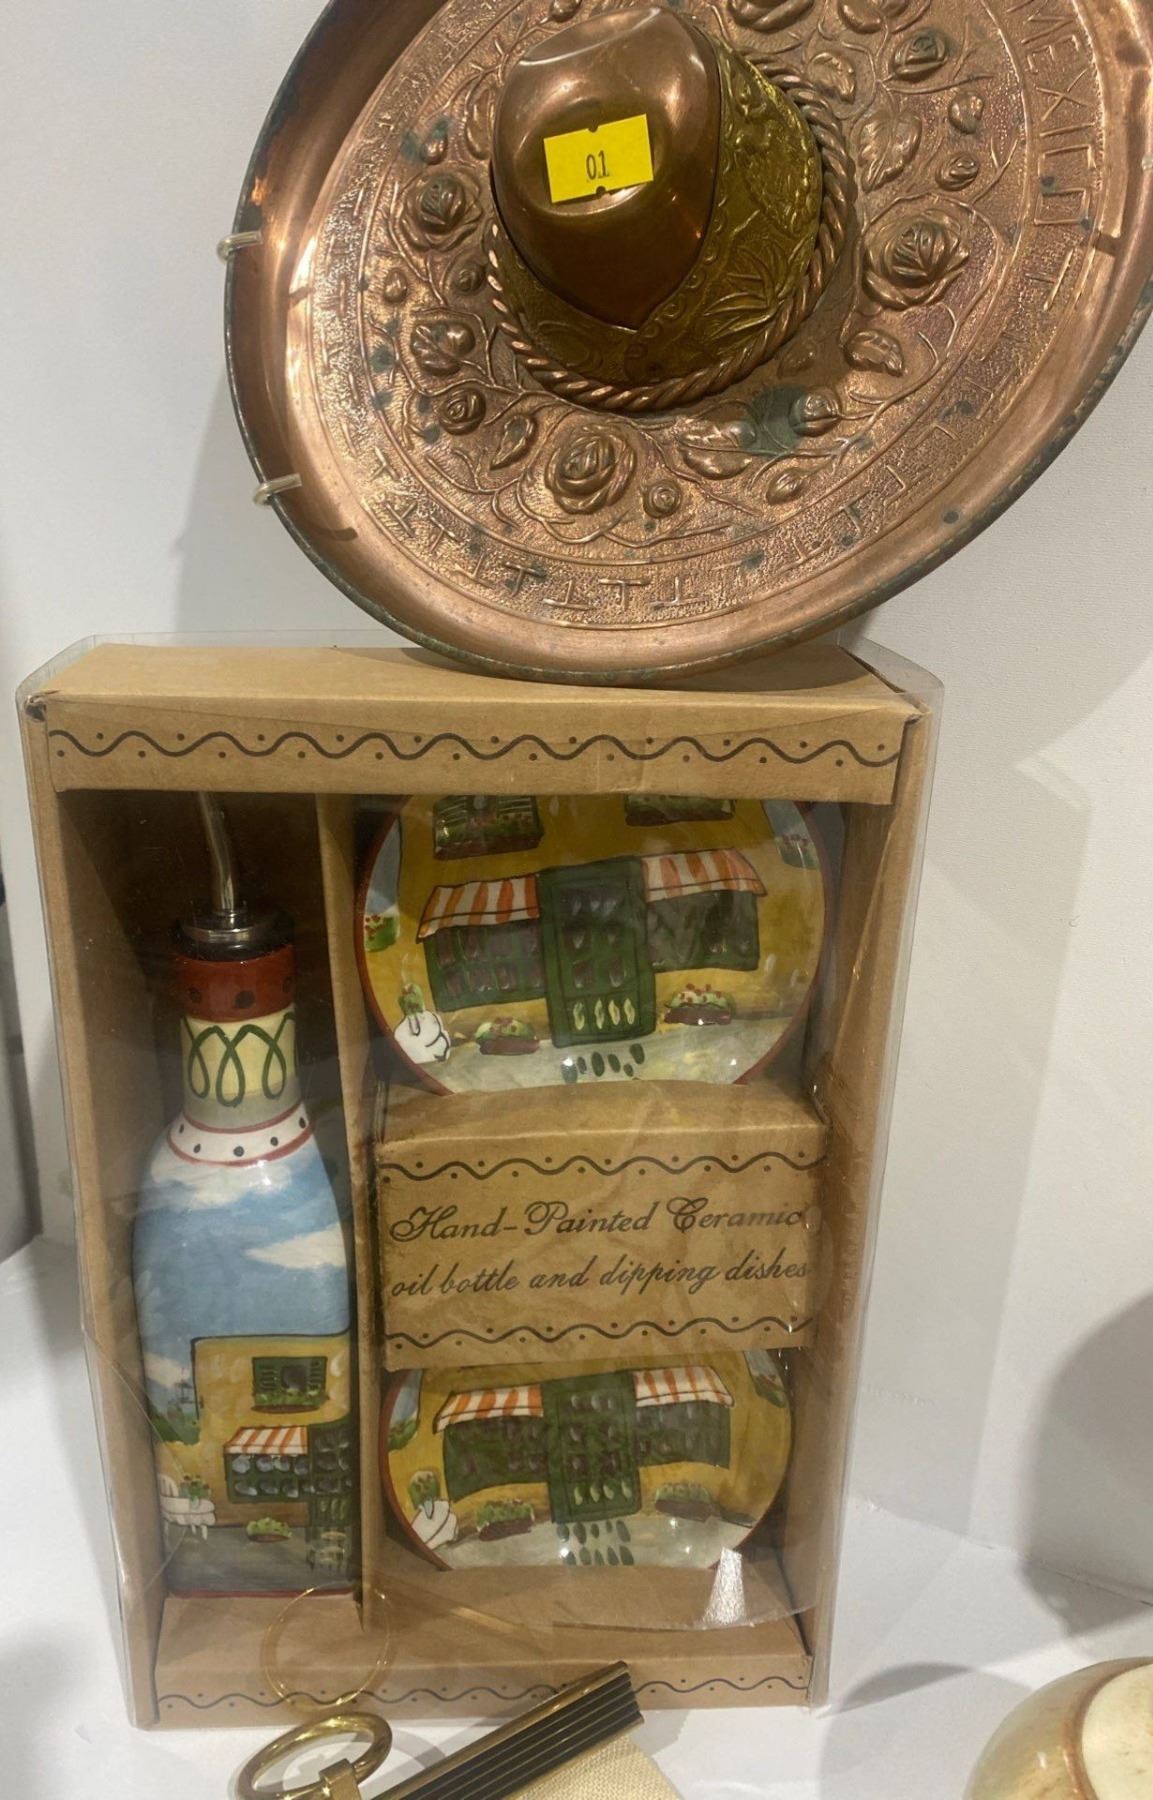 MEXICO
01
Hand-Painted Ceramic
oil bottle and dipping dishes